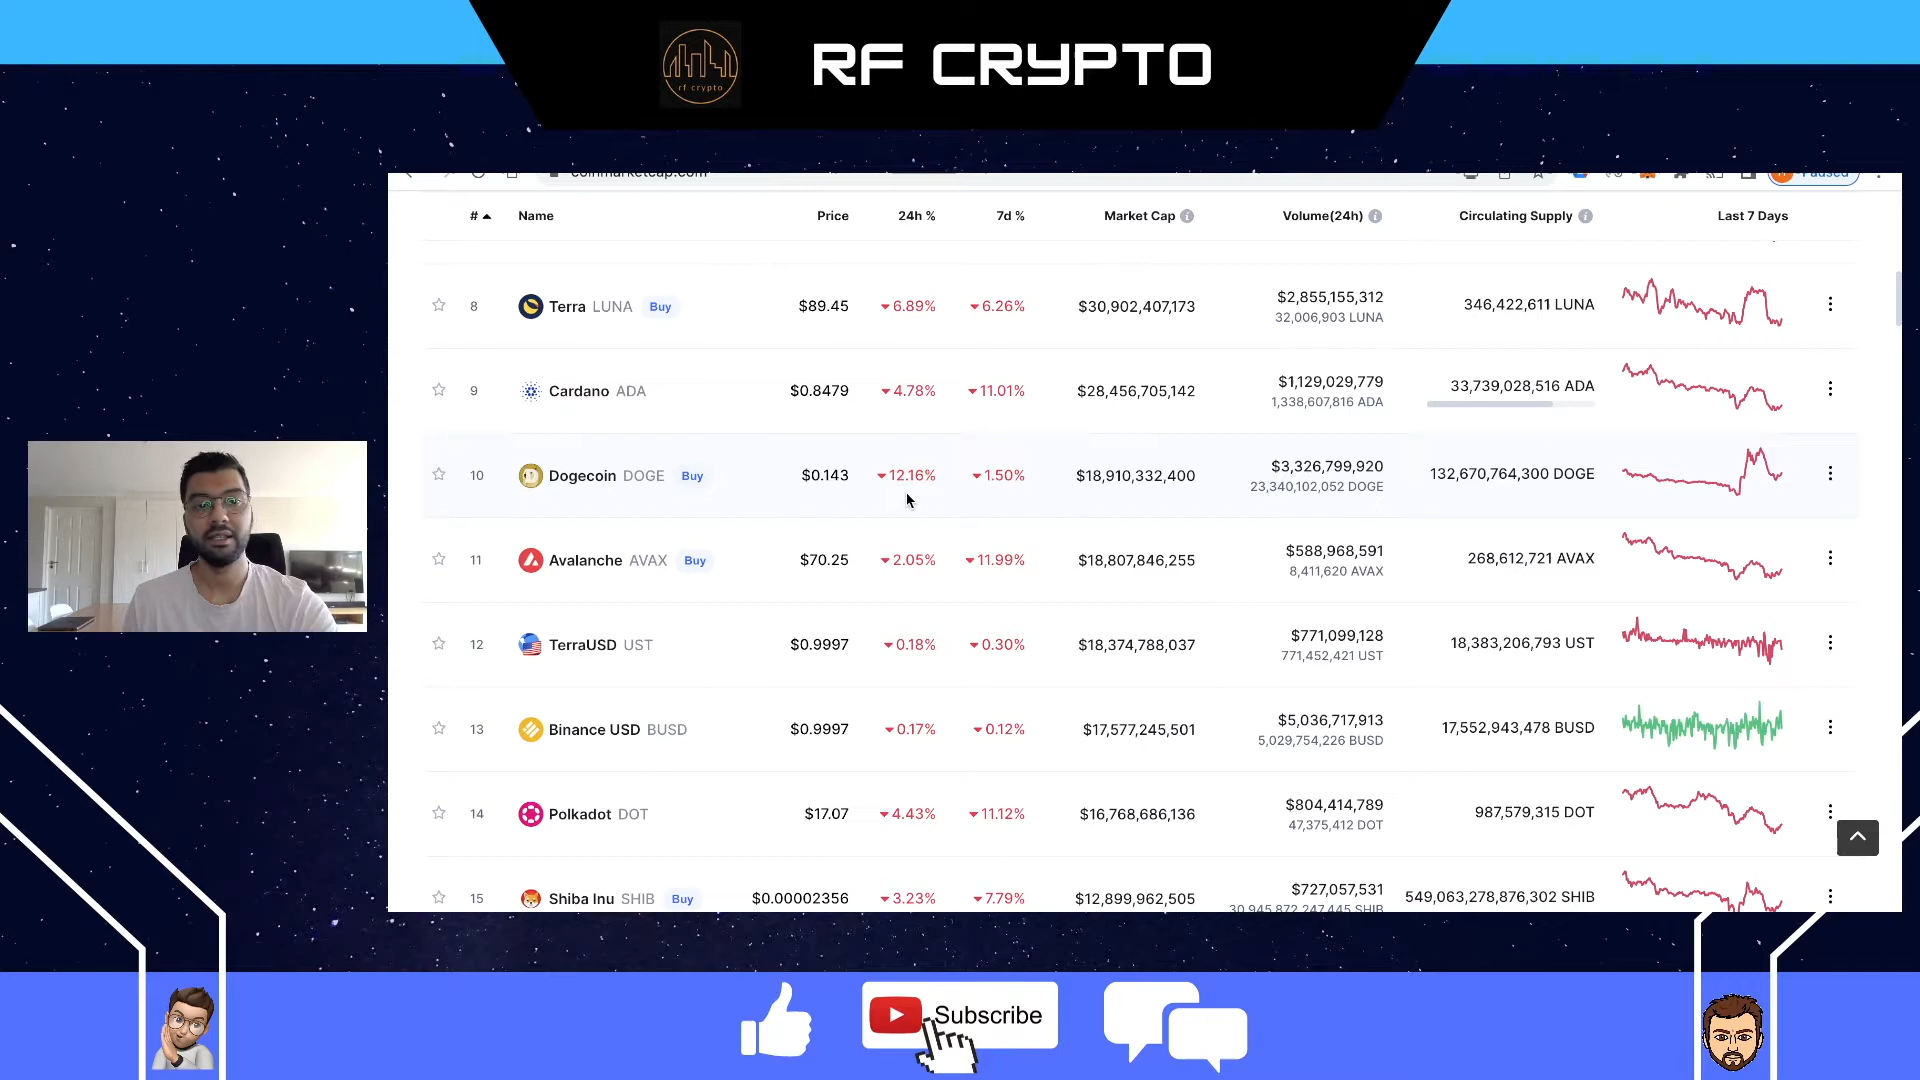 rf crypto
RF CRYPTO
coinmarketcap.com
Paused
# Name Price 24h % 7d % Market Cap Volume(24h) Circulating Supply Last 7 Days
8 Terra LUNA Buy $89.45 6.89% 6.26% $30,902,407,173 $2,855,155,312 346,422,611 LUNA
32,006,903 LUNA
9 Cardano ADA $0.8479 4.78% 11.01% $28,456,705,142 $1,129,029,779 33,739,028,516 ADA
1,338,607,816 ADA
10 Dogecoin DOGE Buy $0.143 12.16% 1.50% $18,910,332,400 $3,326,799,920 132,670,764,300 DOGE
23,340,102,052 DOGE
11 Avalanche AVAX Buy $70.25 2.05% 11.99% $18,807,846,255 $588,968,591 268,612,721 AVAX
8,411,620 AVAX
12 TerraUSD UST $0.9997 0.18% 0.30% $18,374,788,037 $771,099,128 18,383,206,793 UST
771,452,421 UST
13 Binance USD BUSD $0.9997 0.17% 0.12% $17,577,245,501 $5,036,717,913 17,552,943,478 BUSD
5,029,754,226 BUSD
14 Polkadot DOT $17.07 4.43% 11.12% $16,768,686,136 $804,414,789 987,579,315 DOT
47,375,412 DOT
15 Shiba Inu SHIB Buy $0.00002356 3.23% 7.79% $12,899,962,505 $727,057,531 549,063,278,876,302 SHIB
30,945,872,247,445 SHIB
Subscribe